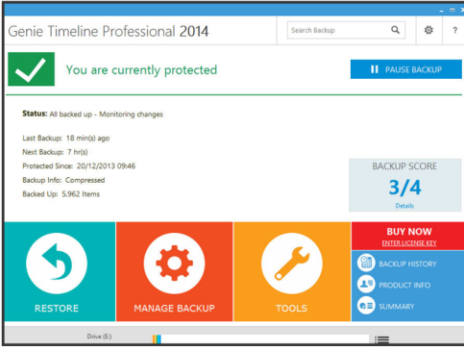 Genie Timeline Professional 2014
Search Backup
?
You are currently protected
PAUSE BACKUP
Status: All backed up - Monitoring changes
Last Backup: 18 min(s) ago
Next Backup: 7 hr(s)
Protected Since: 20/12/2013 09:46
Backup Info: Compressed
Backed Up: 5,962 Items
BACKUP SCORE
3/4
Details
RESTORE
MANAGE BACKUP
TOOLS
BUY NOW
ENTER LICENSE KEY
BACKUP HISTORY
PRODUCT INFO
SUMMARY
Drive (E:)